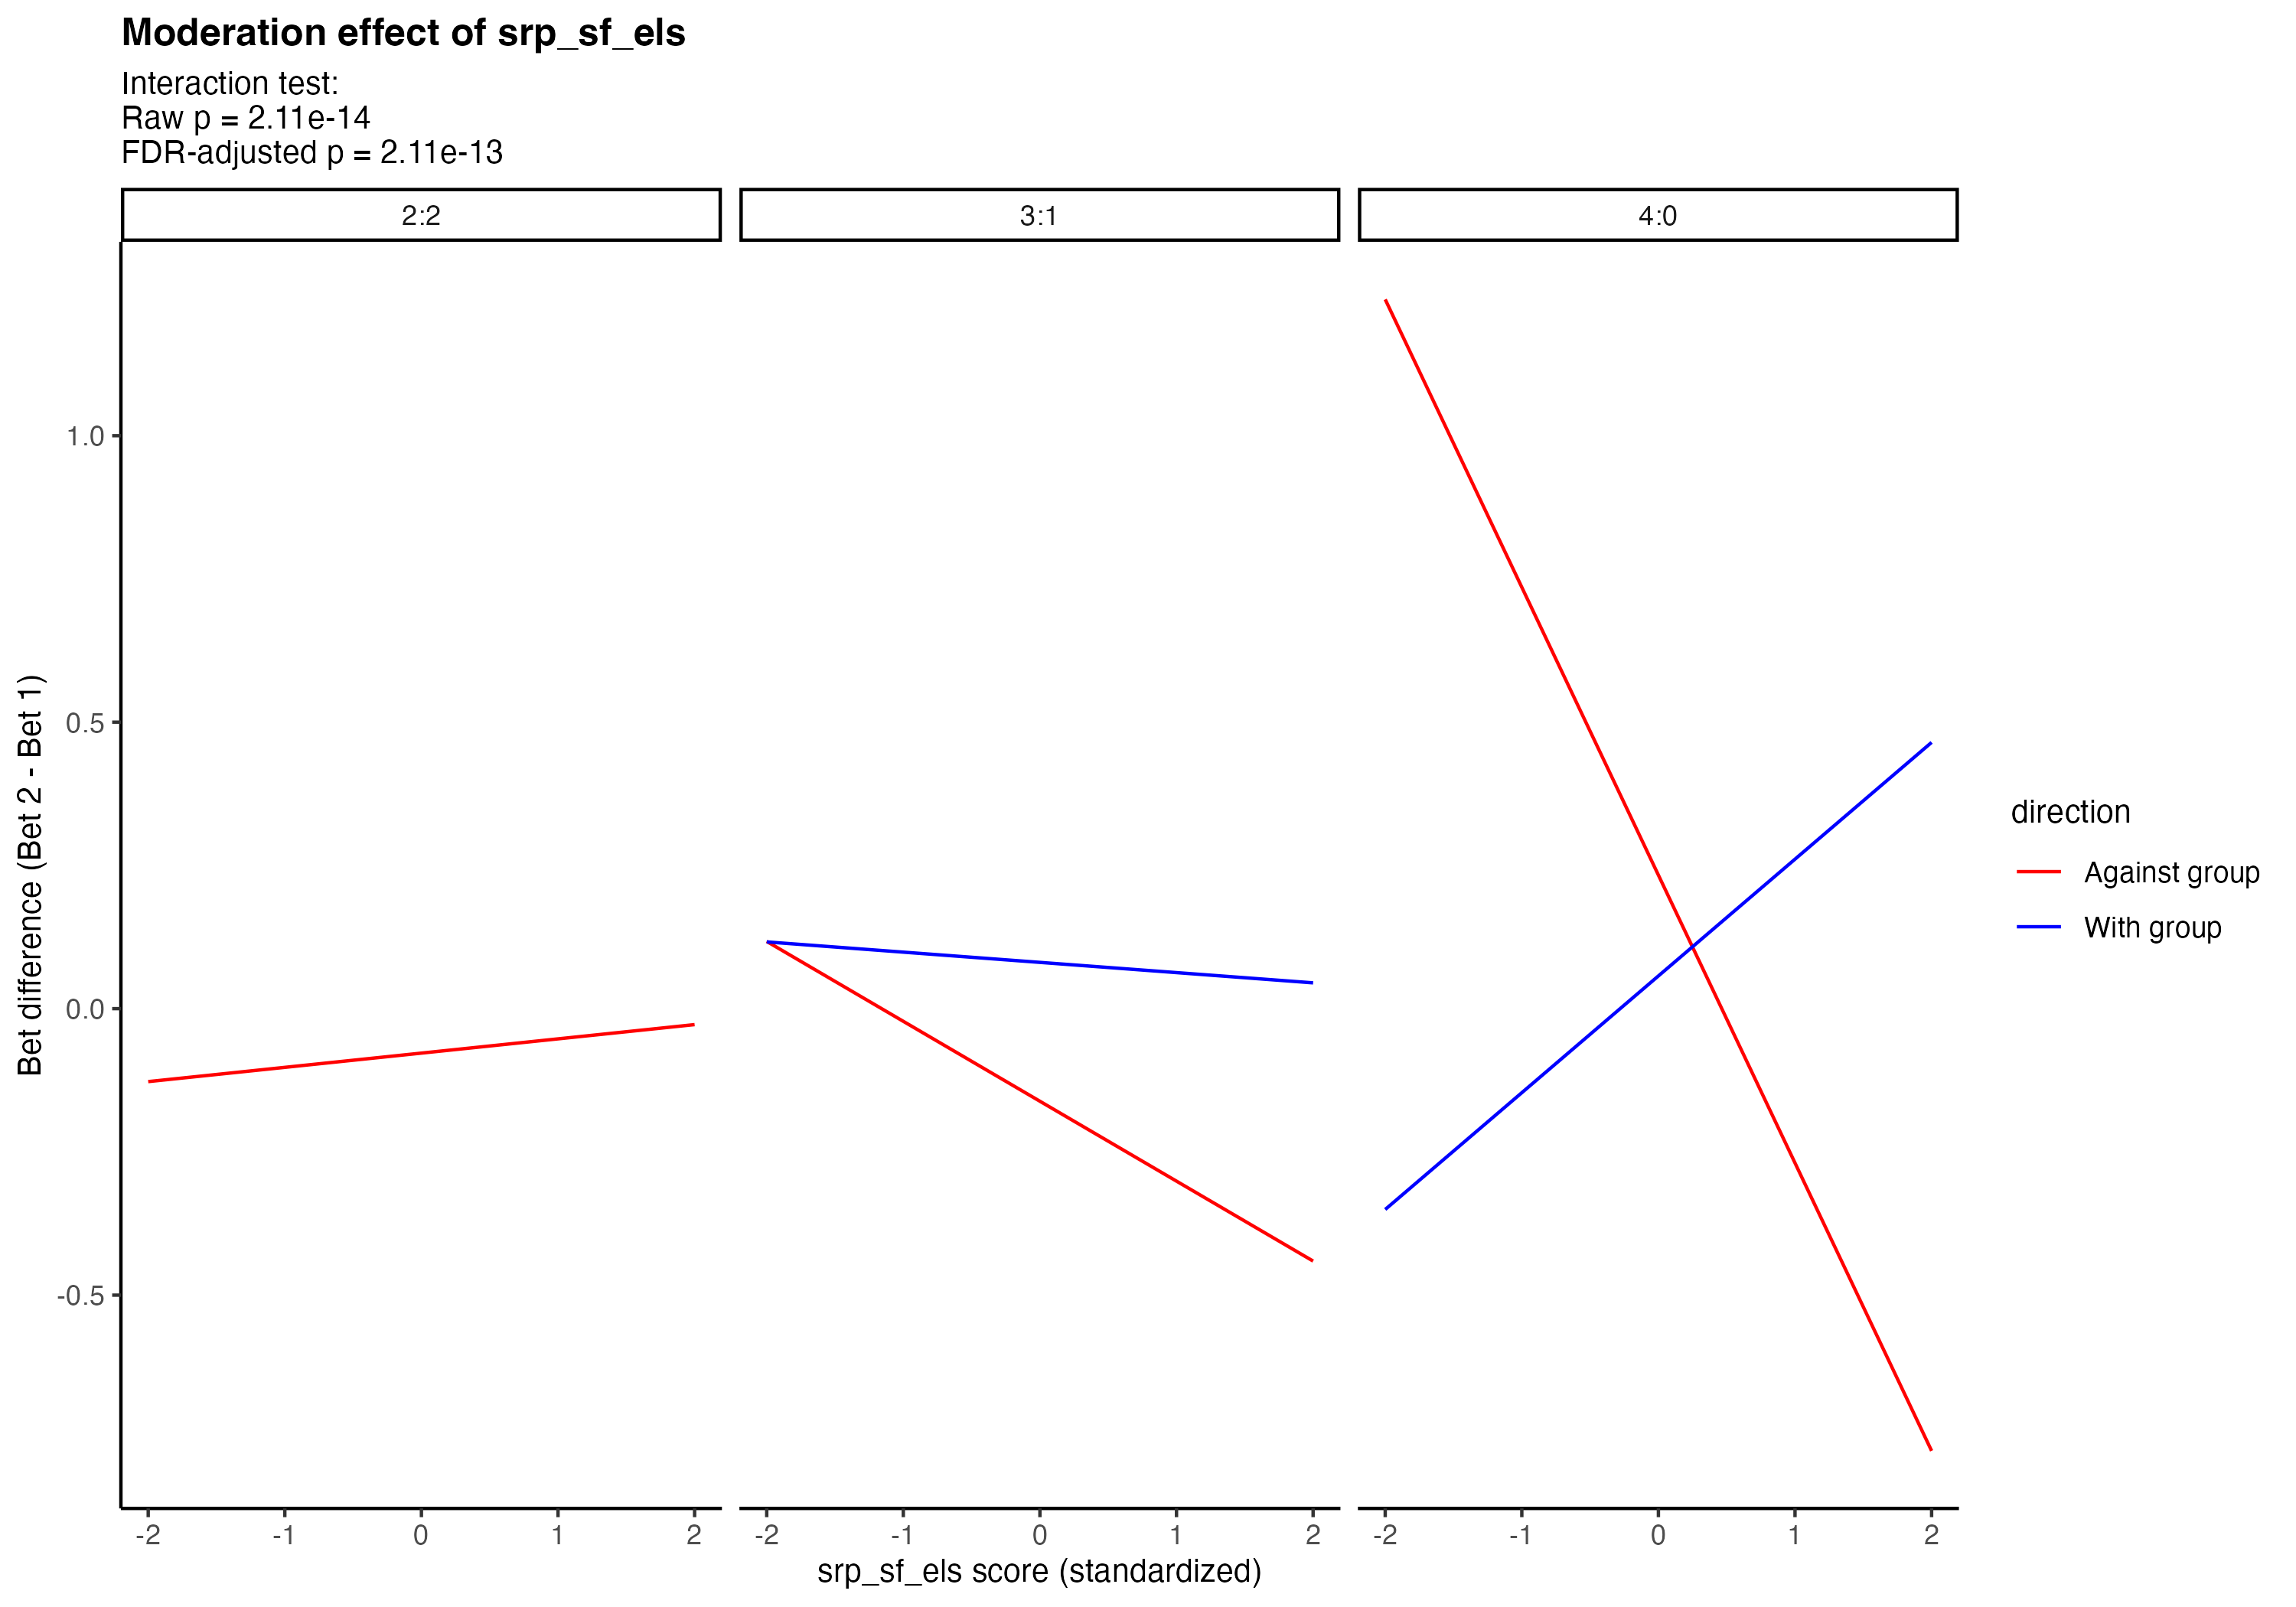 Moderation effect of srp_sf_els
Interaction test:
Raw p = 2.11e-14
FDR-adjusted p = 2.11e-13
2:2
3:1
4:0
Bet difference (Bet 2 - Bet 1)
1.0
0.5
0.0
-0.5
-2 -1 0 1 2
-2 -1 0 1 2
-2 -1 0 1 2
srp_sf_els score (standardized)
direction
Against group
With group